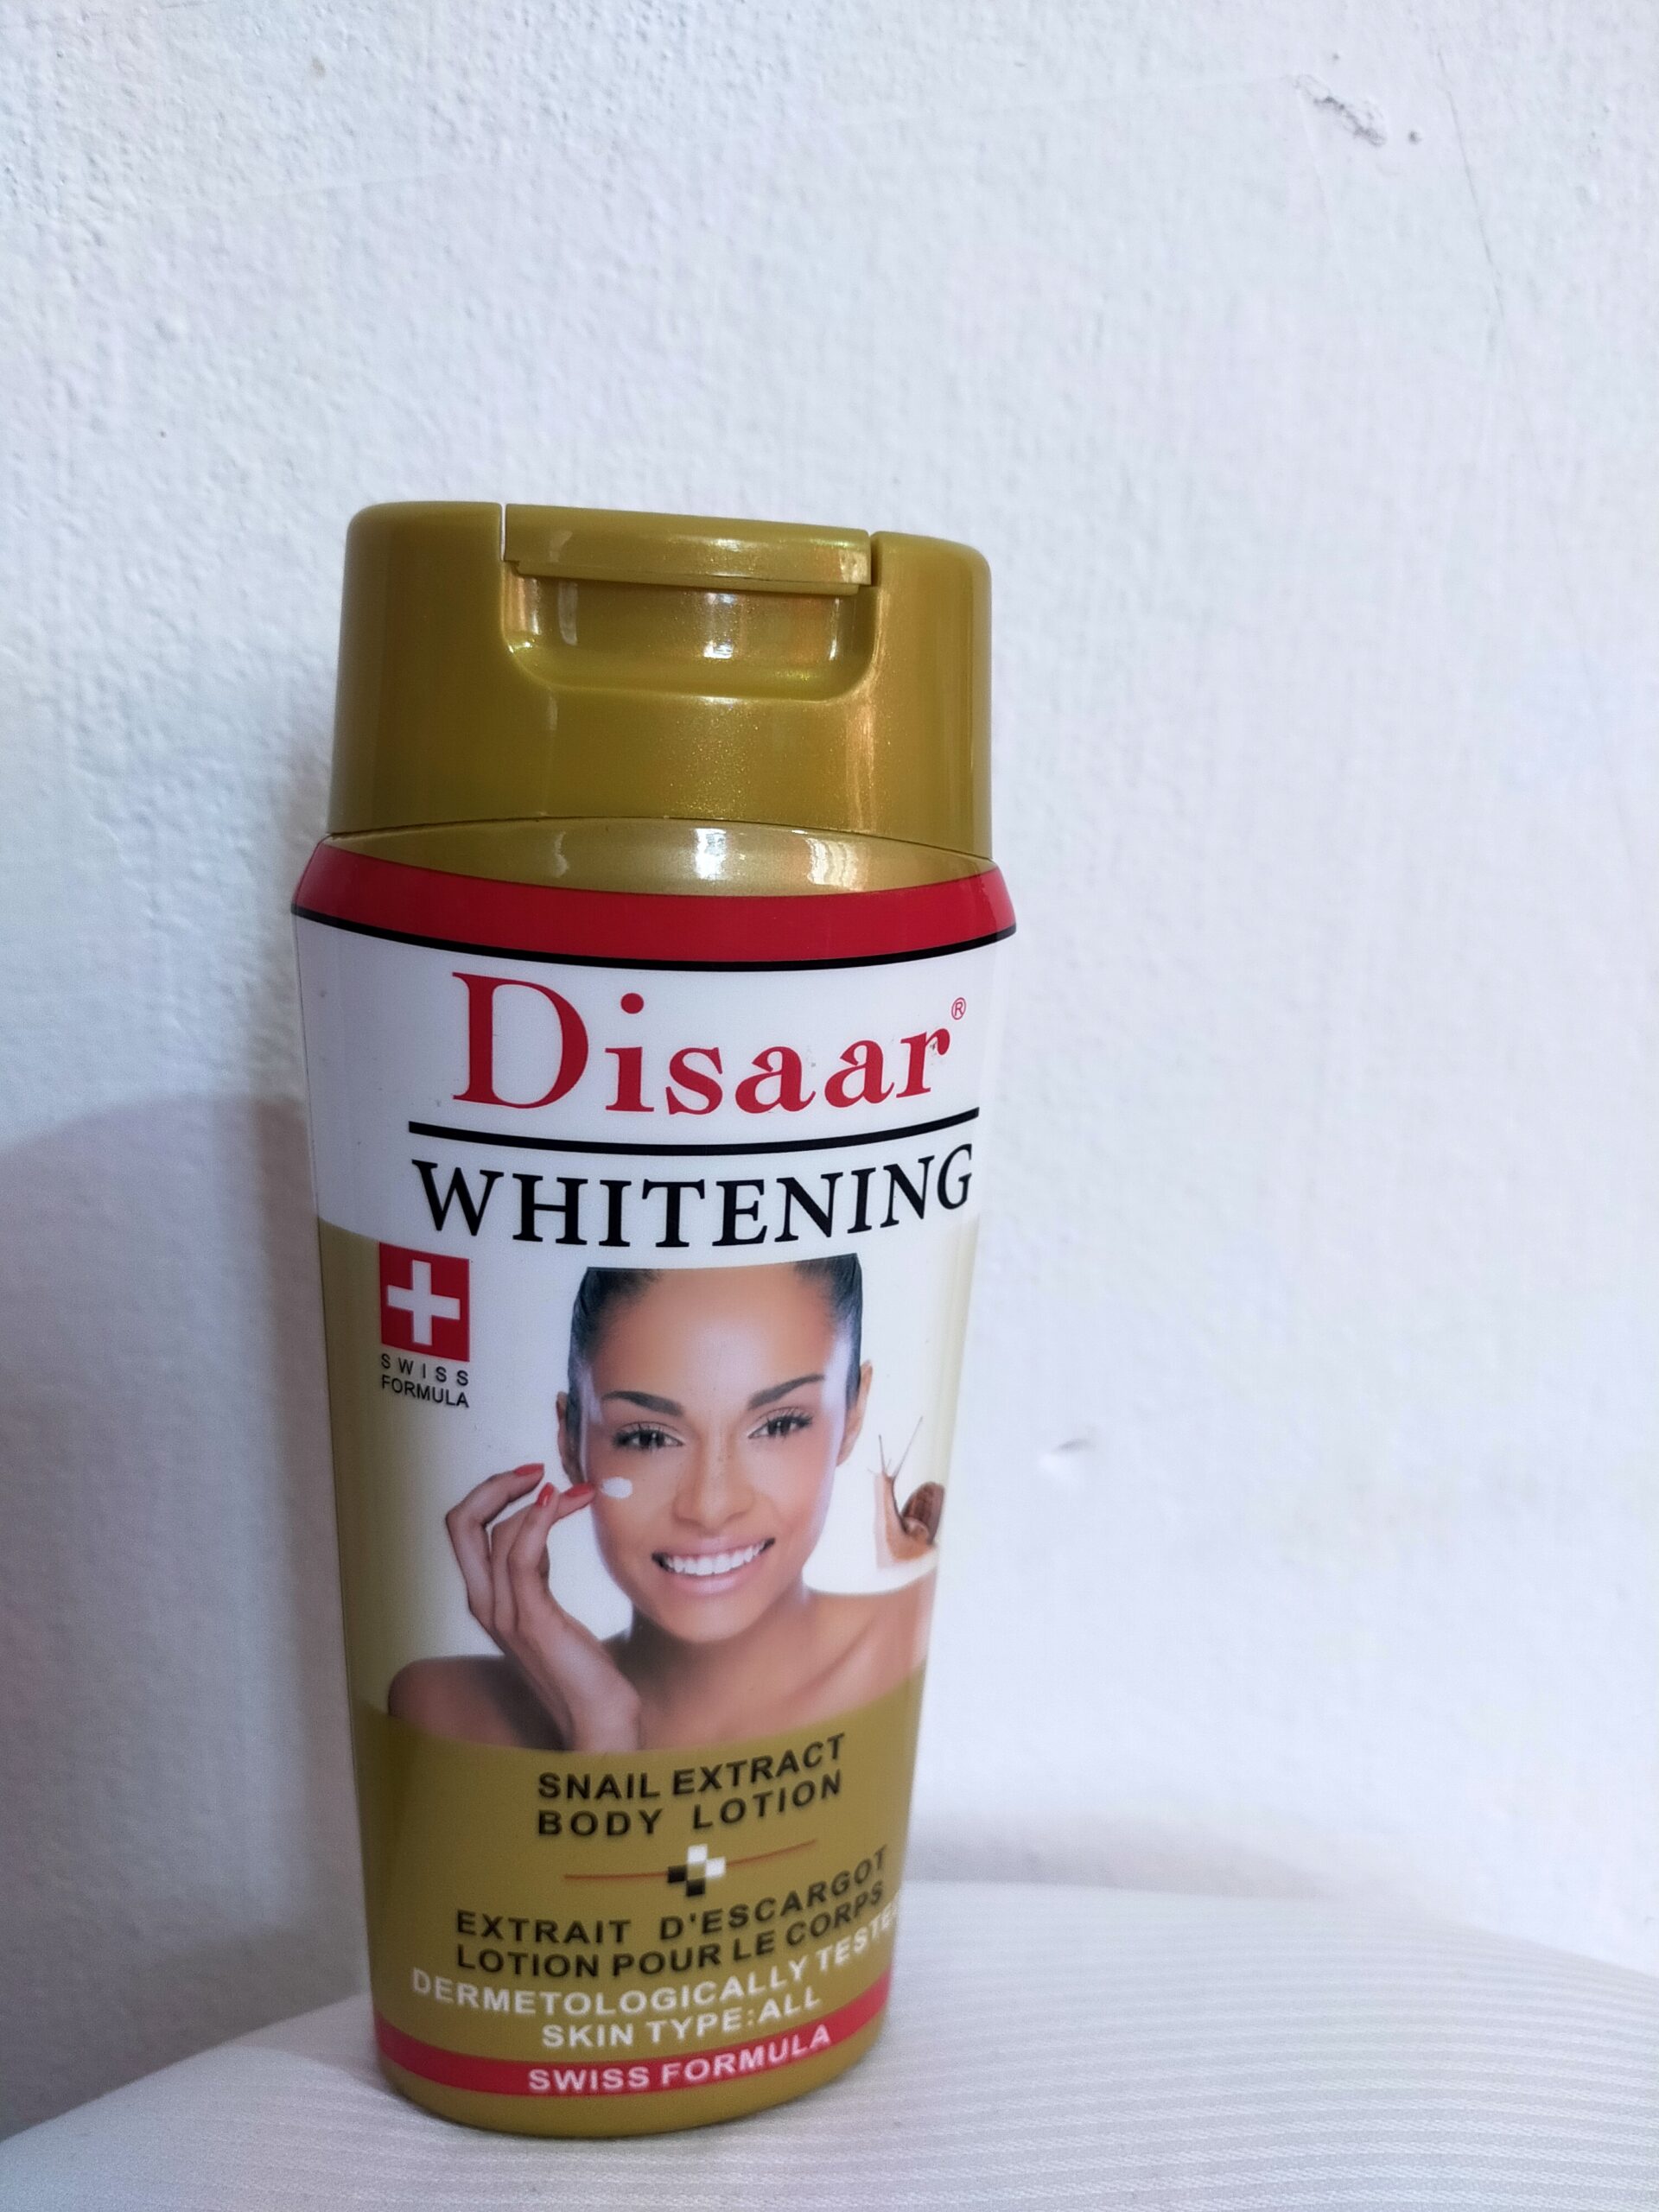 Disaar®
WHITENING
SWISS
FORMULA
SNAIL EXTRACT
BODY LOTION
EXTRAIT D'ESCARGOT
LOTION POUR LE CORPS
DERMETOLOGICALLY TESTED
SKIN TYPE:ALL
SWISS FORMULA